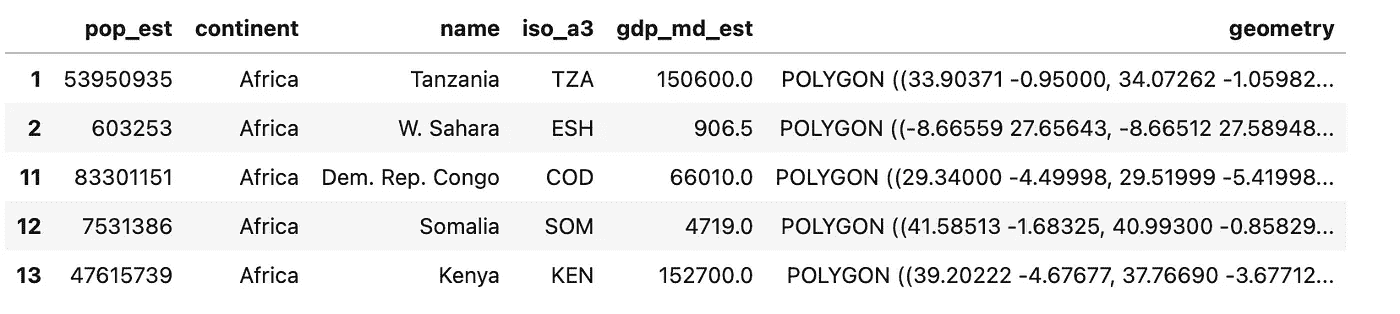 pop_est continent name iso_a3 gdp_md_est geometry
1 53950935 Africa Tanzania TZA 150600.0 POLYGON ((33.90371 -0.95000, 34.07262 -1.05982...
2 603253 Africa W. Sahara ESH 906.5 POLYGON ((-8.66559 27.65643, -8.66512 27.58948...
11 83301151 Africa Dem. Rep. Congo COD 66010.0 POLYGON ((29.34000 -4.49998, 29.51999 -5.41998...
12 7531386 Africa Somalia SOM 4719.0 POLYGON ((41.58513 -1.68325, 40.99300 -0.85829...
13 47615739 Africa Kenya KEN 152700.0 POLYGON ((39.20222 -4.67677, 37.76690 -3.67712...